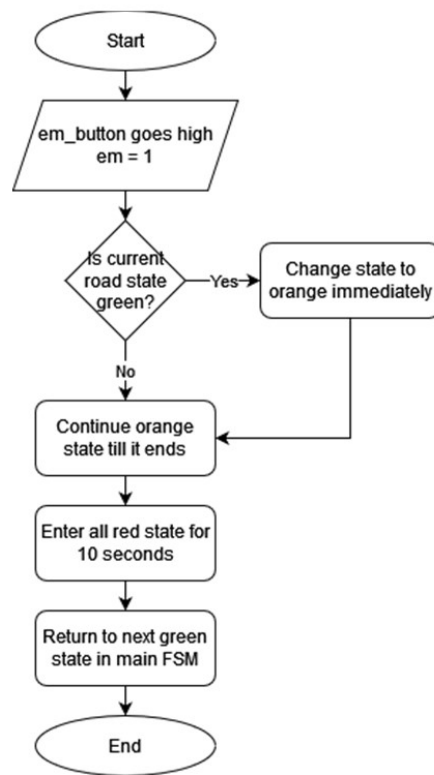 Start
em_button goes high
em = 1
Is current
road state
green?
Yes
Change state to
orange immediately
No
Continue orange
state till it ends
Enter all red state for
10 seconds
Return to next green
state in main FSM
End